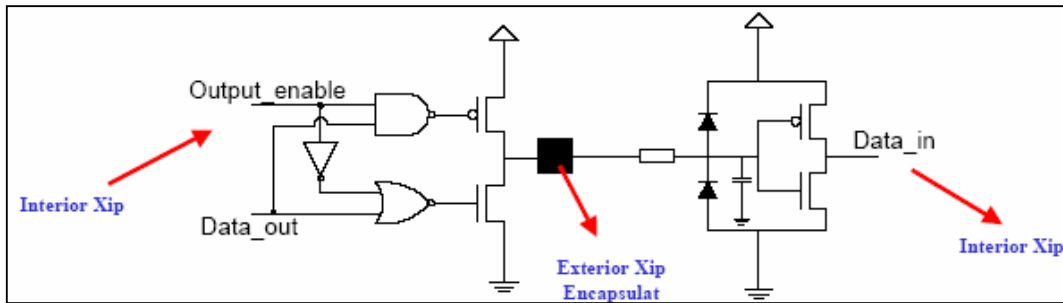 Output_enable
Data_in
Interior Xip
Data_out
Exterior Xip
Encapsulat
Interior Xip